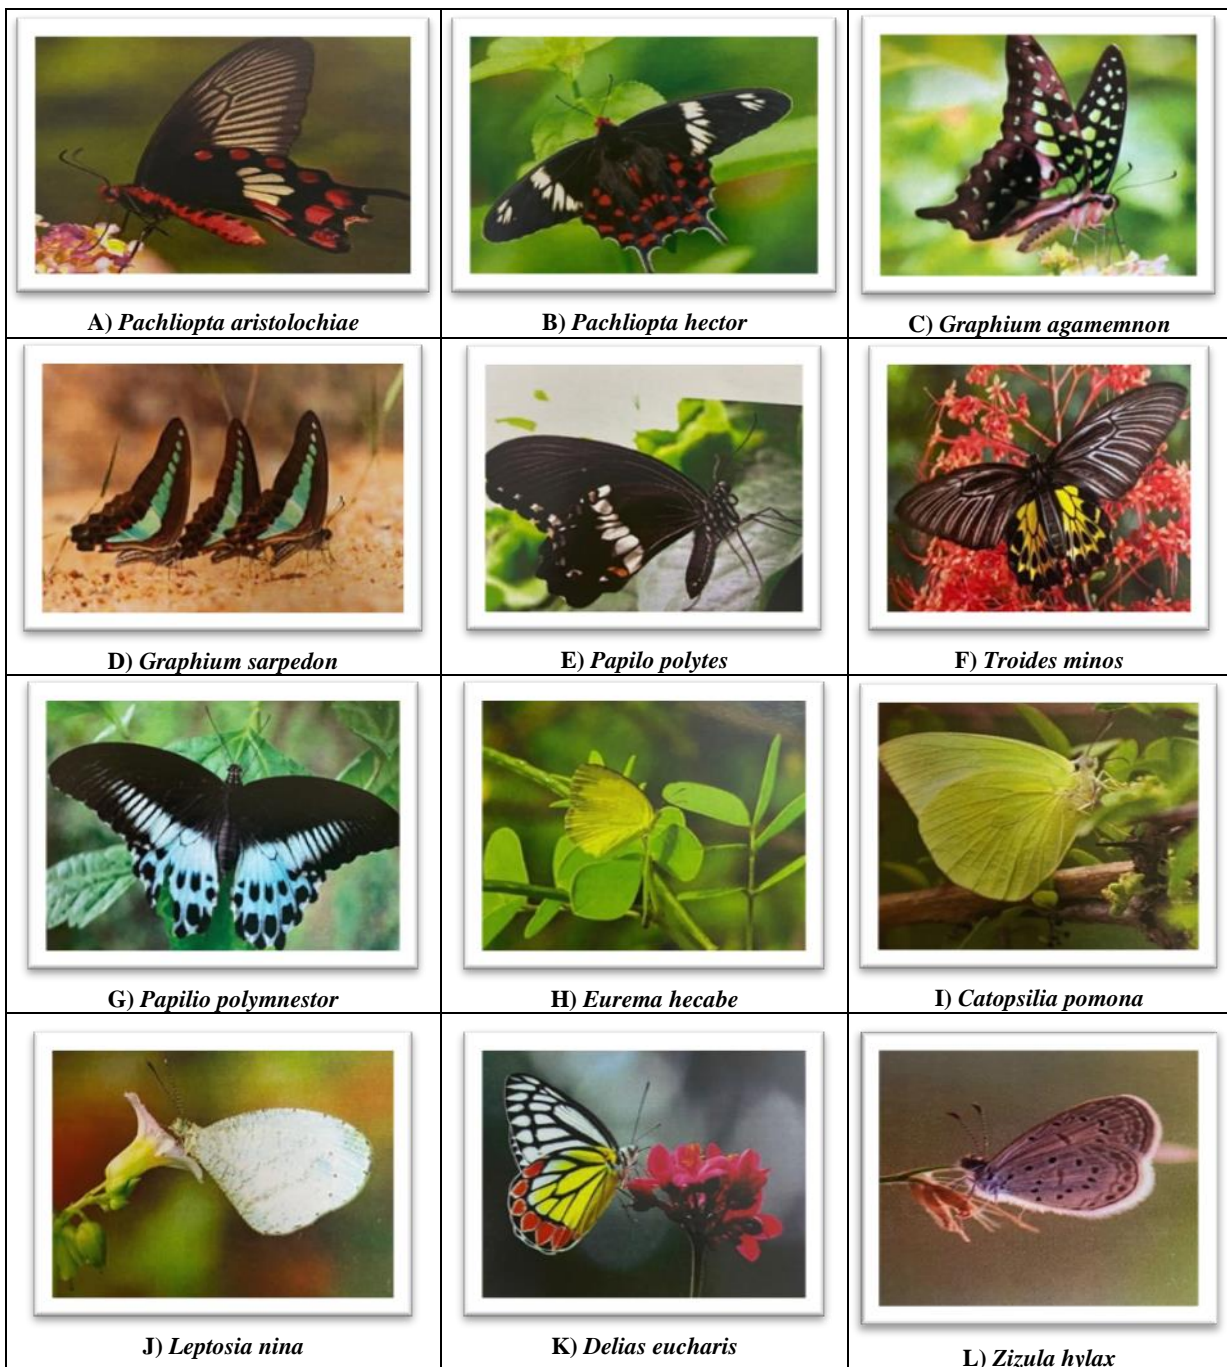 A) Pachliopta aristolochiae
B) Pachliopta hector
C) Graphium agamemnon
D) Graphium sarpedon
E) Papilo polytes
F) Troides minos
G) Papilio polymnestor
H) Eurema hecabe
I) Catopsilia pomona
J) Leptosia nina
K) Delias eucharis
L) Zizula hylax